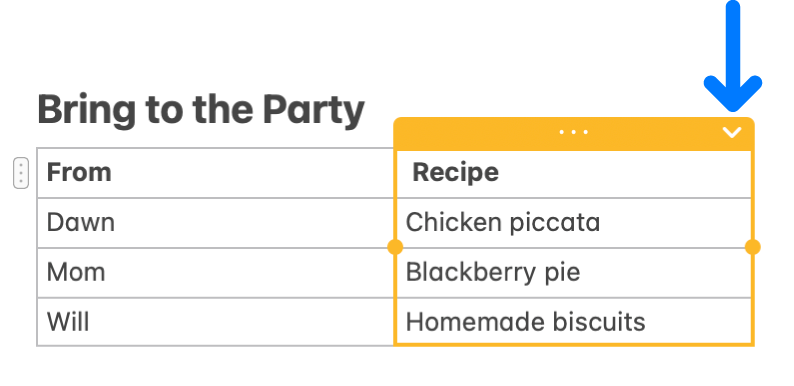 Bring to the Party
From Recipe
Dawn Chicken piccata
Mom Blackberry pie
Will Homemade biscuits